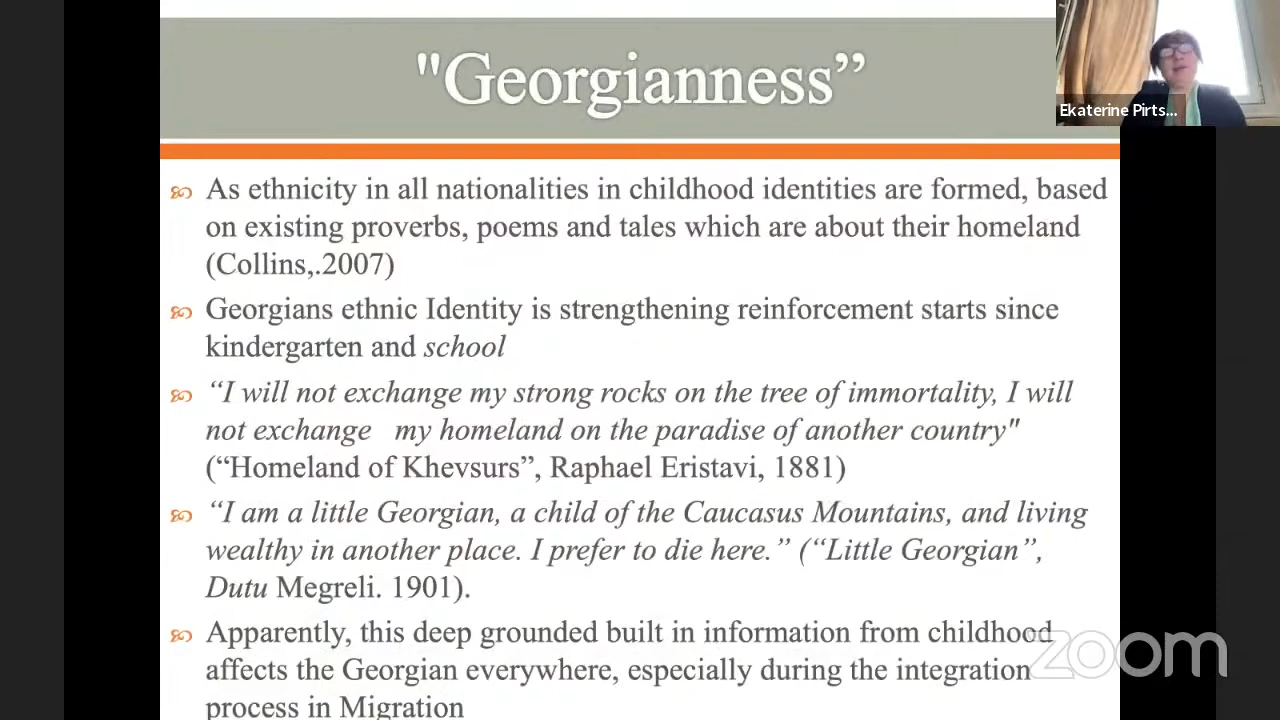 "Georgianness”
Ekaterine Pirts...
As ethnicity in all nationalities in childhood identities are formed, based
on existing proverbs, poems and tales which are about their homeland
(Collins,.2007)
Georgians ethnic Identity is strengthening reinforcement starts since
kindergarten and school
“I will not exchange my strong rocks on the tree of immortality, I will
not exchange my homeland on the paradise of another country"
(“Homeland of Khevsurs”, Raphael Eristavi, 1881)
“I am a little Georgian, a child of the Caucasus Mountains, and living
wealthy in another place. I prefer to die here.” (“Little Georgian”,
Dutu Megreli. 1901).
Apparently, this deep grounded built in information from childhood
affects the Georgian everywhere, especially during the integration
process in Migration
zoom